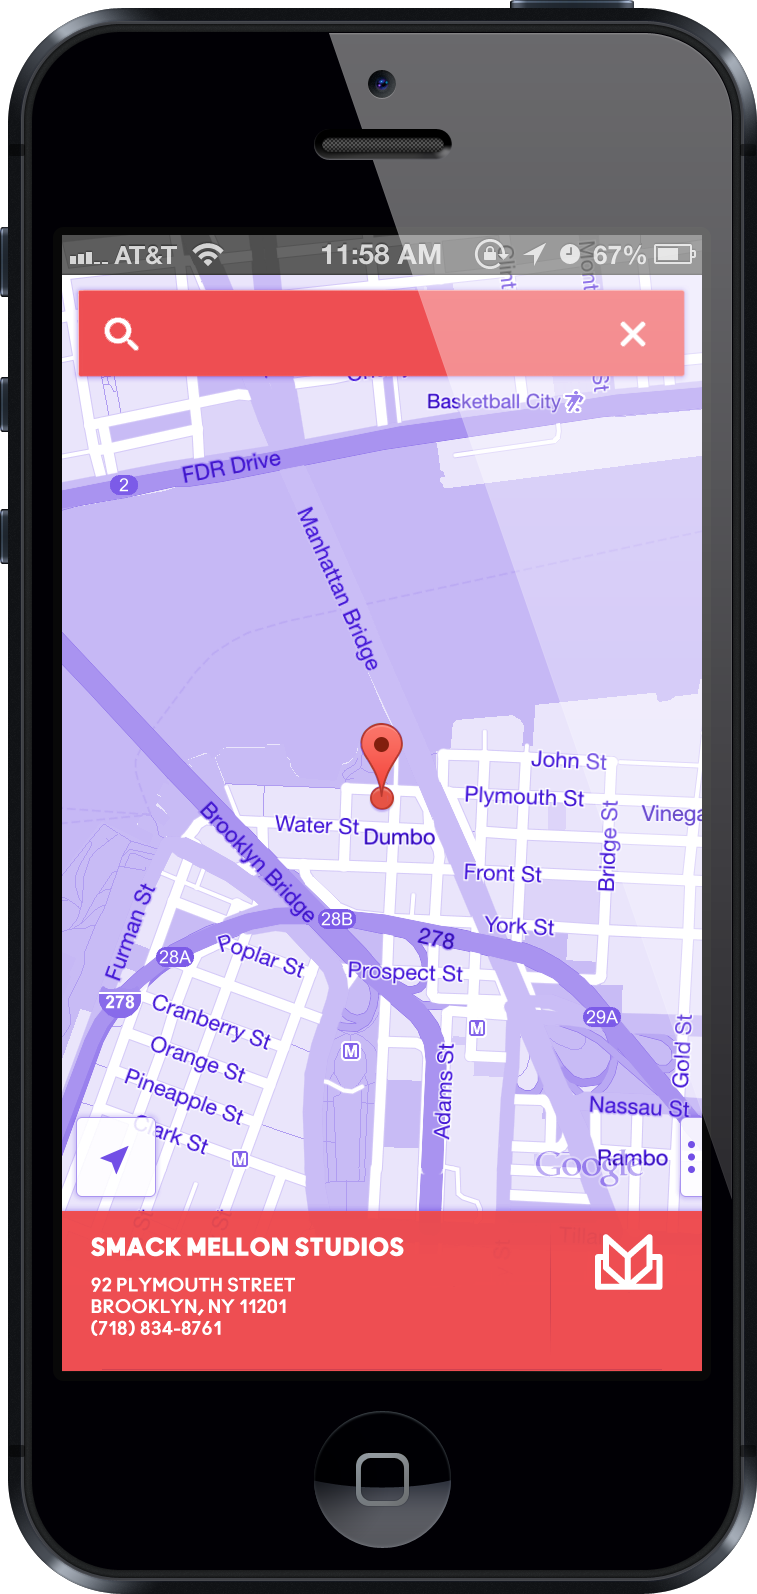 AT&T 11:58 AM 67%
Basketball City
FDR Drive
2
Manhattan Bridge
John St
Plymouth St
Bridge St
Vinega
Water St
Dumbo
Brooklyn Bridge
Front St
Furman St
28B
York St
278
28A
Poplar St
Prospect St
278
Cranberry St
29A
M
M
Orange St
Adams St
Gold St
Pineapple St
Nassau St
Clark St
M
Rambo
Google
SMACK MELLON STUDIOS
92 PLYMOUTH STREET
BROOKLYN, NY 11201
(718) 834-8761